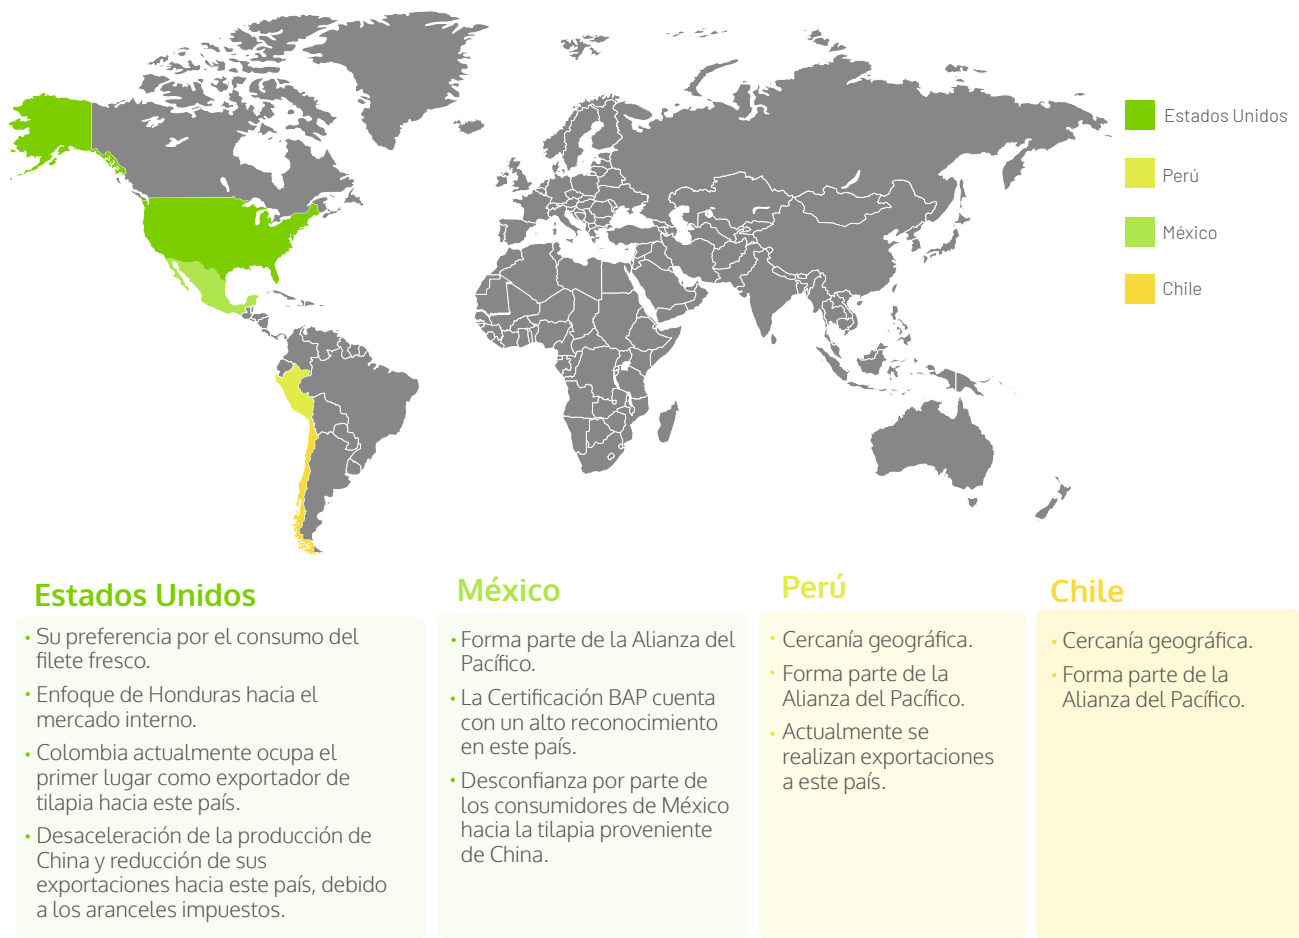 Estados Unidos
Perú
México
Chile
Estados Unidos
• Su preferencia por el consumo del
filete fresco.
• Enfoque de Honduras hacia el
mercado interno.
• Colombia actualmente ocupa el
primer lugar como exportador de
tilapia hacia este país.
• Desaceleración de la producción de
China y reducción de sus
exportaciones hacia este país, debido
a los aranceles impuestos.
México
• Forma parte de la Alianza del
Pacífico.
• La Certificación BAP cuenta
con un alto reconocimiento
en este país.
• Desconfianza por parte de
los consumidores de México
hacia la tilapia proveniente
de China.
Perú
• Cercanía geográfica.
• Forma parte de la
Alianza del Pacífico.
• Actualmente se
realizan exportaciones
a este país.
Chile
• Cercanía geográfica.
• Forma parte de la
Alianza del Pacífico.